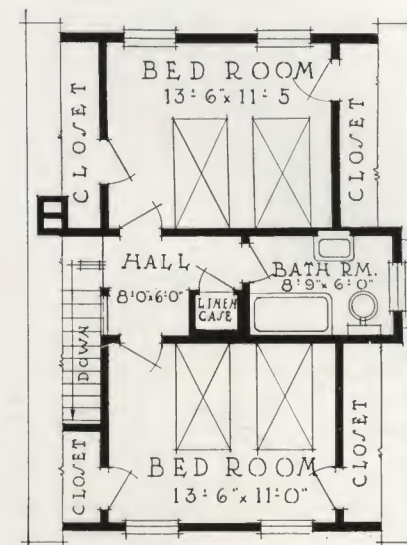 BED ROOM
13'-6"x 11'-5
CLOSET
CLOSET
HALL
8'-0"x6'-0"
LINEN
CASE
BATH RM.
8'-9"x 6'-0"
DOWN
BED ROOM
13'-6"x 11'-0"
CLOSET
CLOSET